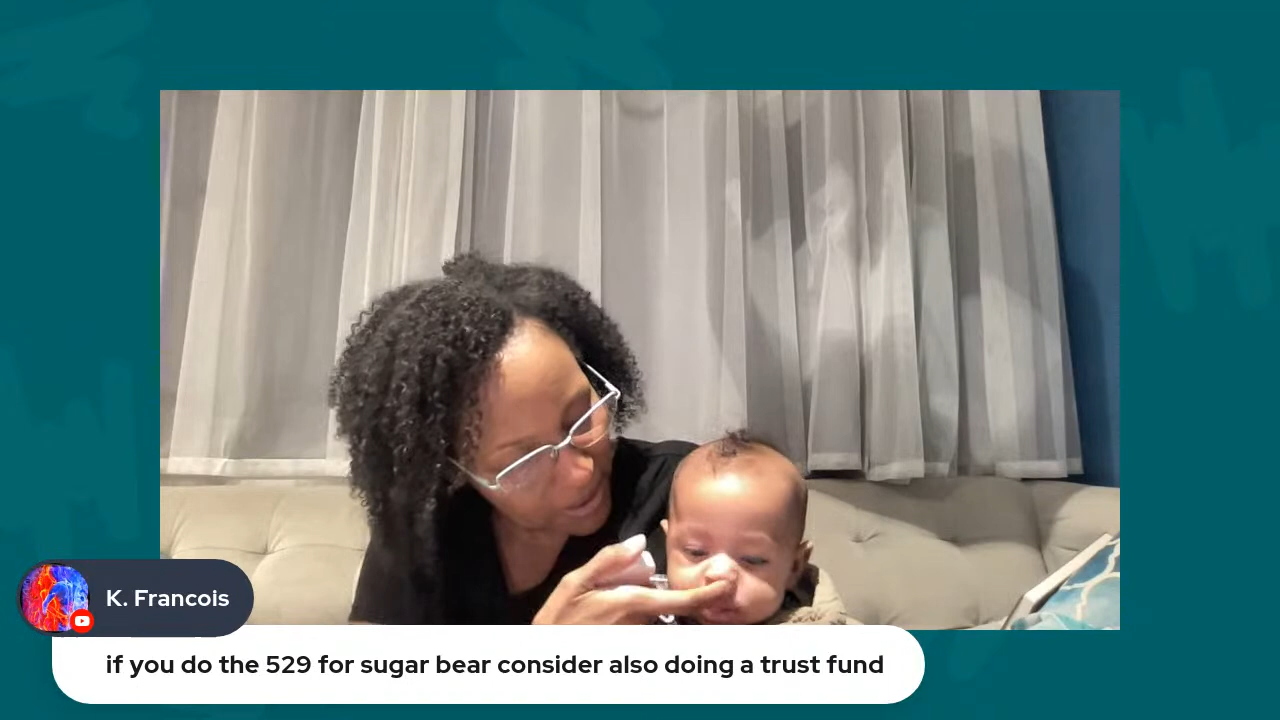 K. Francois
if you do the 529 for sugar bear consider also doing a trust fund